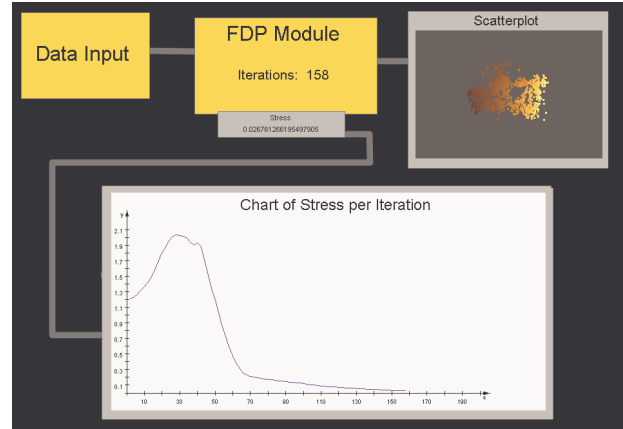 Data Input
FDP Module
Iterations: 158
Stress
0.026761266195497905
Scatterplot
Chart of Stress per Iteration
y
2.1
1.9
1.7
1.5
1.3
1.1
0.9
0.7
0.5
0.3
0.1
10 30 50 70 90 110 130 150 170 190
x